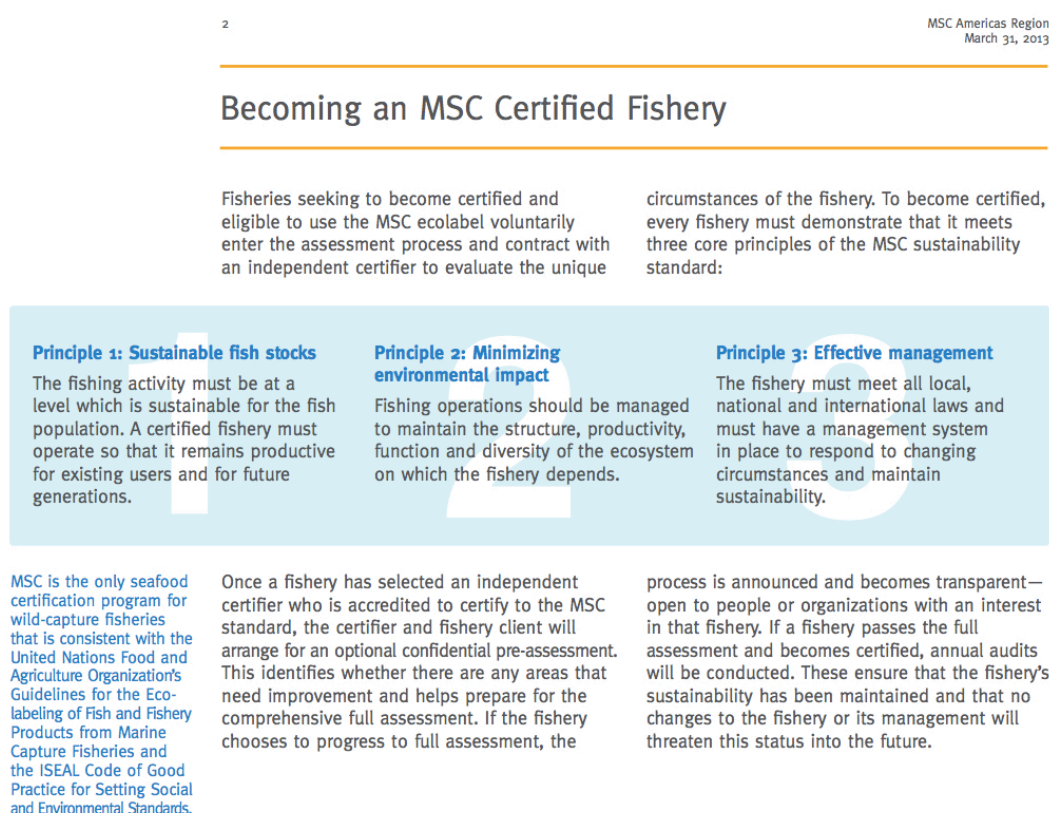 2
MSC Americas Region
March 31, 2013
Becoming an MSC Certified Fishery
Fisheries seeking to become certified and
eligible to use the MSC ecolabel voluntarily
enter the assessment process and contract with
an independent certifier to evaluate the unique
circumstances of the fishery. To become certified,
every fishery must demonstrate that it meets
three core principles of the MSC sustainability
standard:
1
Principle 1: Sustainable fish stocks
The fishing activity must be at a
level which is sustainable for the fish
population. A certified fishery must
operate so that it remains productive
for existing users and for future
generations.
2
Principle 2: Minimizing
environmental impact
Fishing operations should be managed
to maintain the structure, productivity,
function and diversity of the ecosystem
on which the fishery depends.
3
Principle 3: Effective management
The fishery must meet all local,
national and international laws and
must have a management system
in place to respond to changing
circumstances and maintain
sustainability.
MSC is the only seafood
certification program for
wild-capture fisheries
that is consistent with the
United Nations Food and
Agriculture Organization's
Guidelines for the Eco-
labeling of Fish and Fishery
Products from Marine
Capture Fisheries and
the ISEAL Code of Good
Practice for Setting Social
and Environmental Standards.
Once a fishery has selected an independent
certifier who is accredited to certify to the MSC
standard, the certifier and fishery client will
arrange for an optional confidential pre-assessment.
This identifies whether there are any areas that
need improvement and helps prepare for the
comprehensive full assessment. If the fishery
chooses to progress to full assessment, the
process is announced and becomes transparent—
open to people or organizations with an interest
in that fishery. If a fishery passes the full
assessment and becomes certified, annual audits
will be conducted. These ensure that the fishery's
sustainability has been maintained and that no
changes to the fishery or its management will
threaten this status into the future.